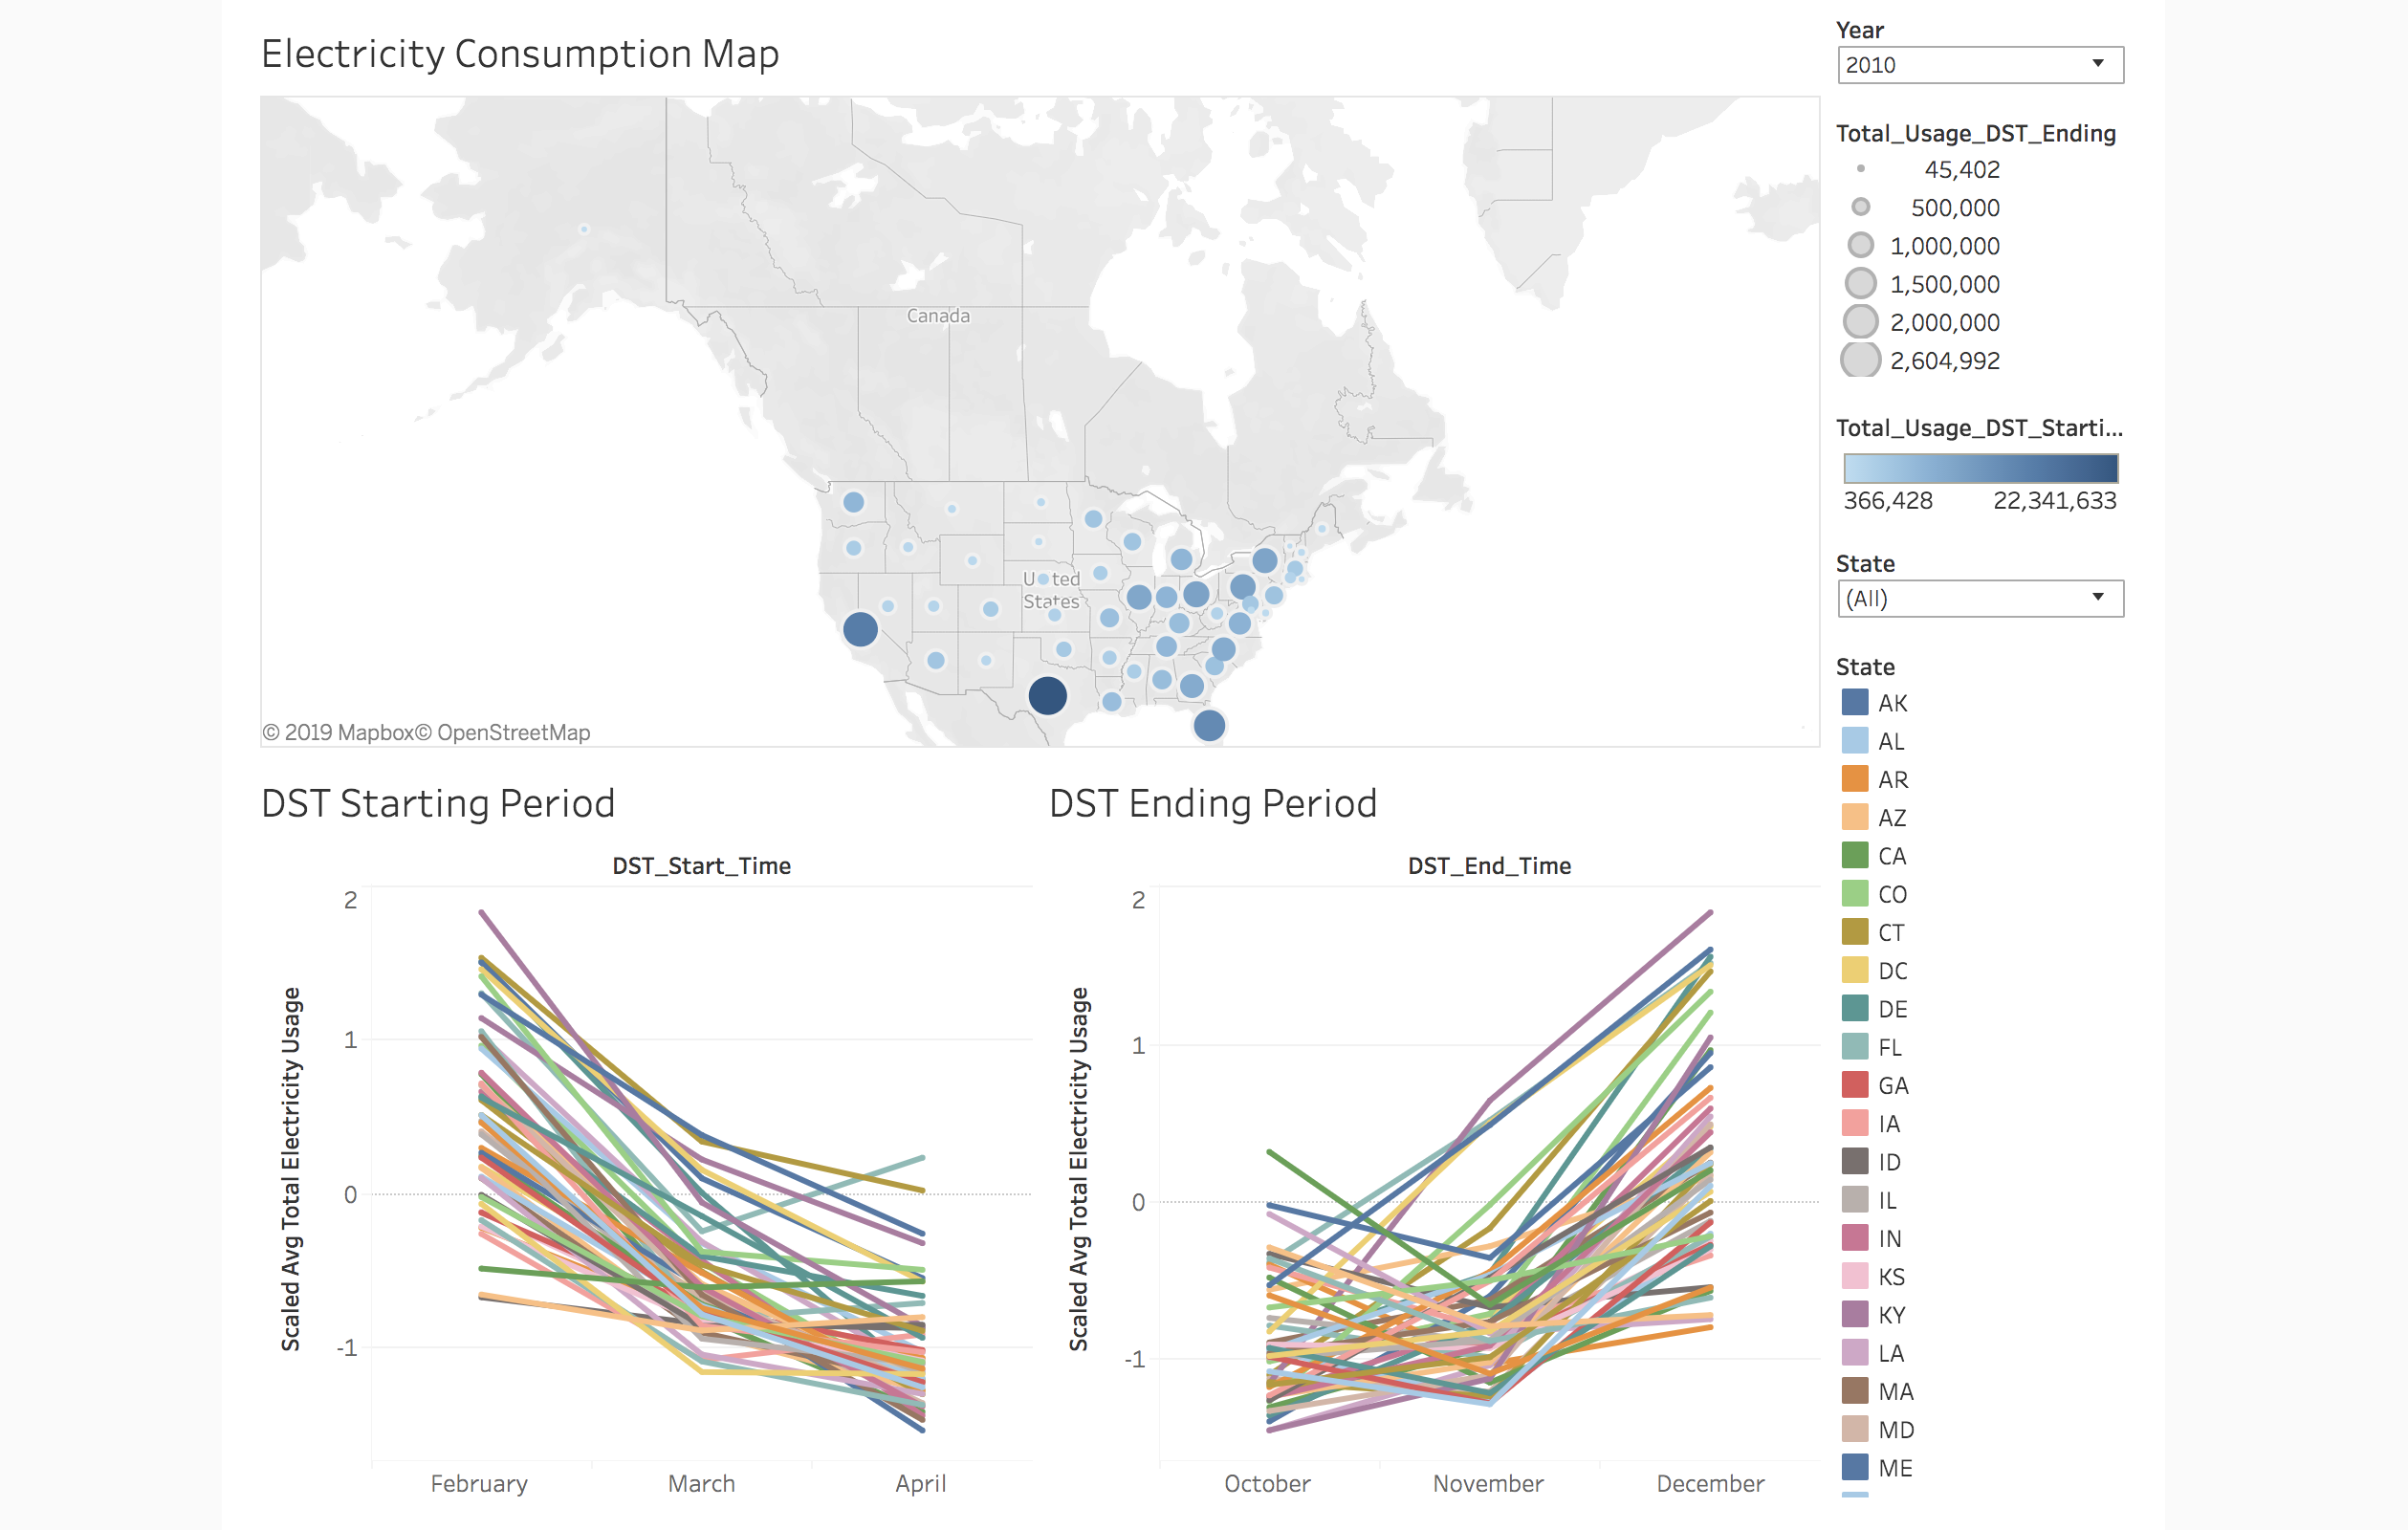 Electricity Consumption Map
Canada
United
States
© 2019 Mapbox© OpenStreetMap
Year
2010
Total_Usage_DST_Ending
45,402
500,000
1,000,000
1,500,000
2,000,000
2,604,992
Total_Usage_DST_Starti...
366,428 22,341,633
State
(All)
State
AK
AL
AR
AZ
CA
CO
CT
DC
DE
FL
GA
IA
ID
IL
IN
KS
KY
LA
MA
MD
ME
DST Starting Period
DST_Start_Time
Scaled Avg Total Electricity Usage
2
1
0
-1
February March April
DST Ending Period
DST_End_Time
Scaled Avg Total Electricity Usage
2
1
0
-1
October November December